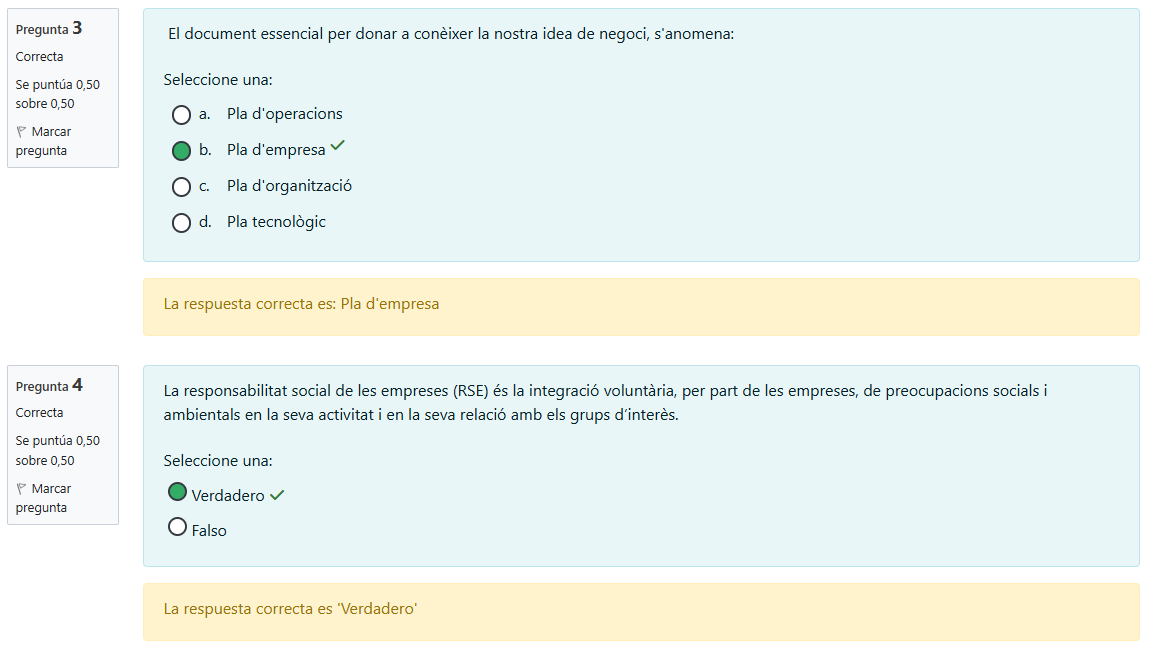 Pregunta 3
Correcta
Se puntúa 0,50
sobre 0,50
Marcar
pregunta
El document essencial per donar a conèixer la nostra idea de negoci, s'anomena:
Seleccione una:
a. Pla d'operacions
b. Pla d'empresa
c. Pla d'organització
d. Pla tecnològic
La respuesta correcta es: Pla d'empresa
Pregunta 4
Correcta
Se puntúa 0,50
sobre 0,50
Marcar
pregunta
La responsabilitat social de les empreses (RSE) és la integració voluntària, per part de les empreses, de preocupacions socials i
ambientals en la seva activitat i en la seva relació amb els grups d´interès.
Seleccione una:
Verdadero
Falso
La respuesta correcta es 'Verdadero'